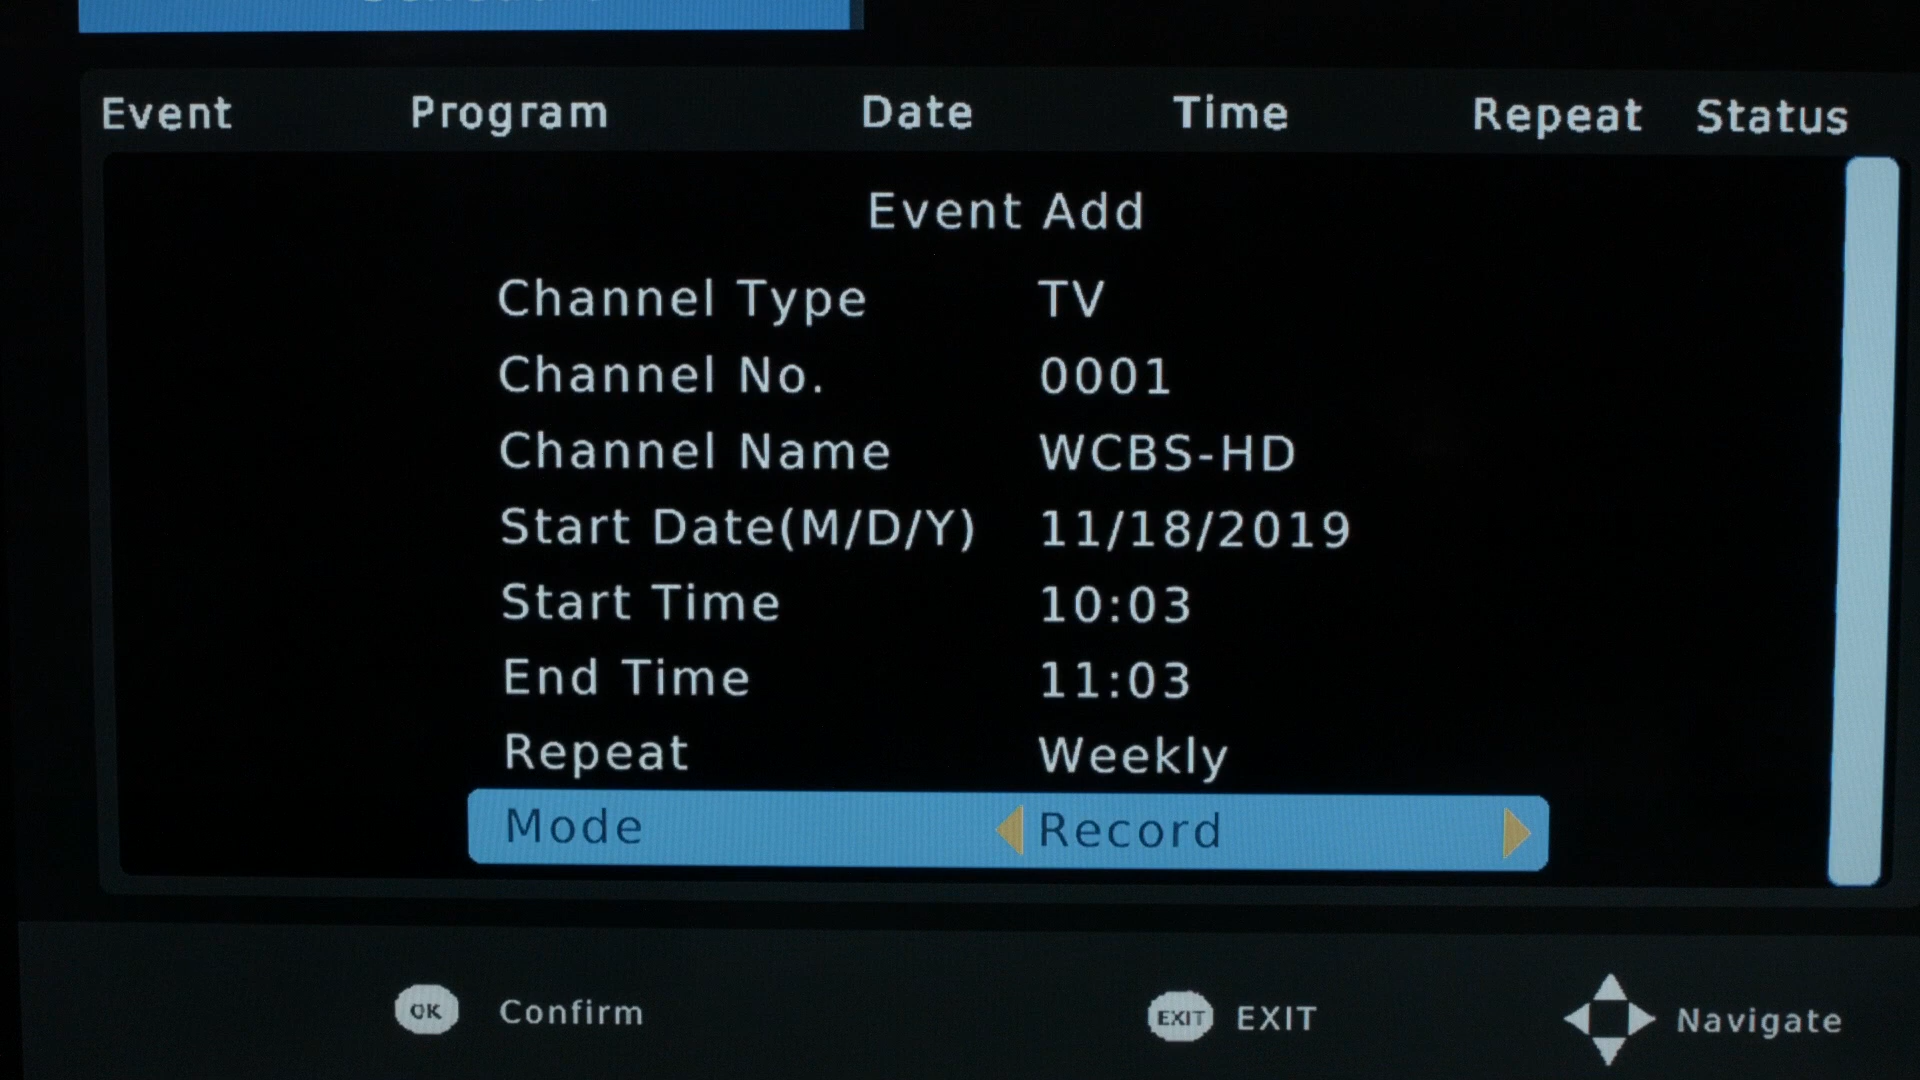 Event Program Date Time Repeat Status
Event Add
Channel Type TV
Channel No. 0001
Channel Name WCBS-HD
Start Date(M/D/Y) 11/18/2019
Start Time 10:03
End Time 11:03
Repeat Weekly
Mode Record
OK Confirm EXIT EXIT Navigate